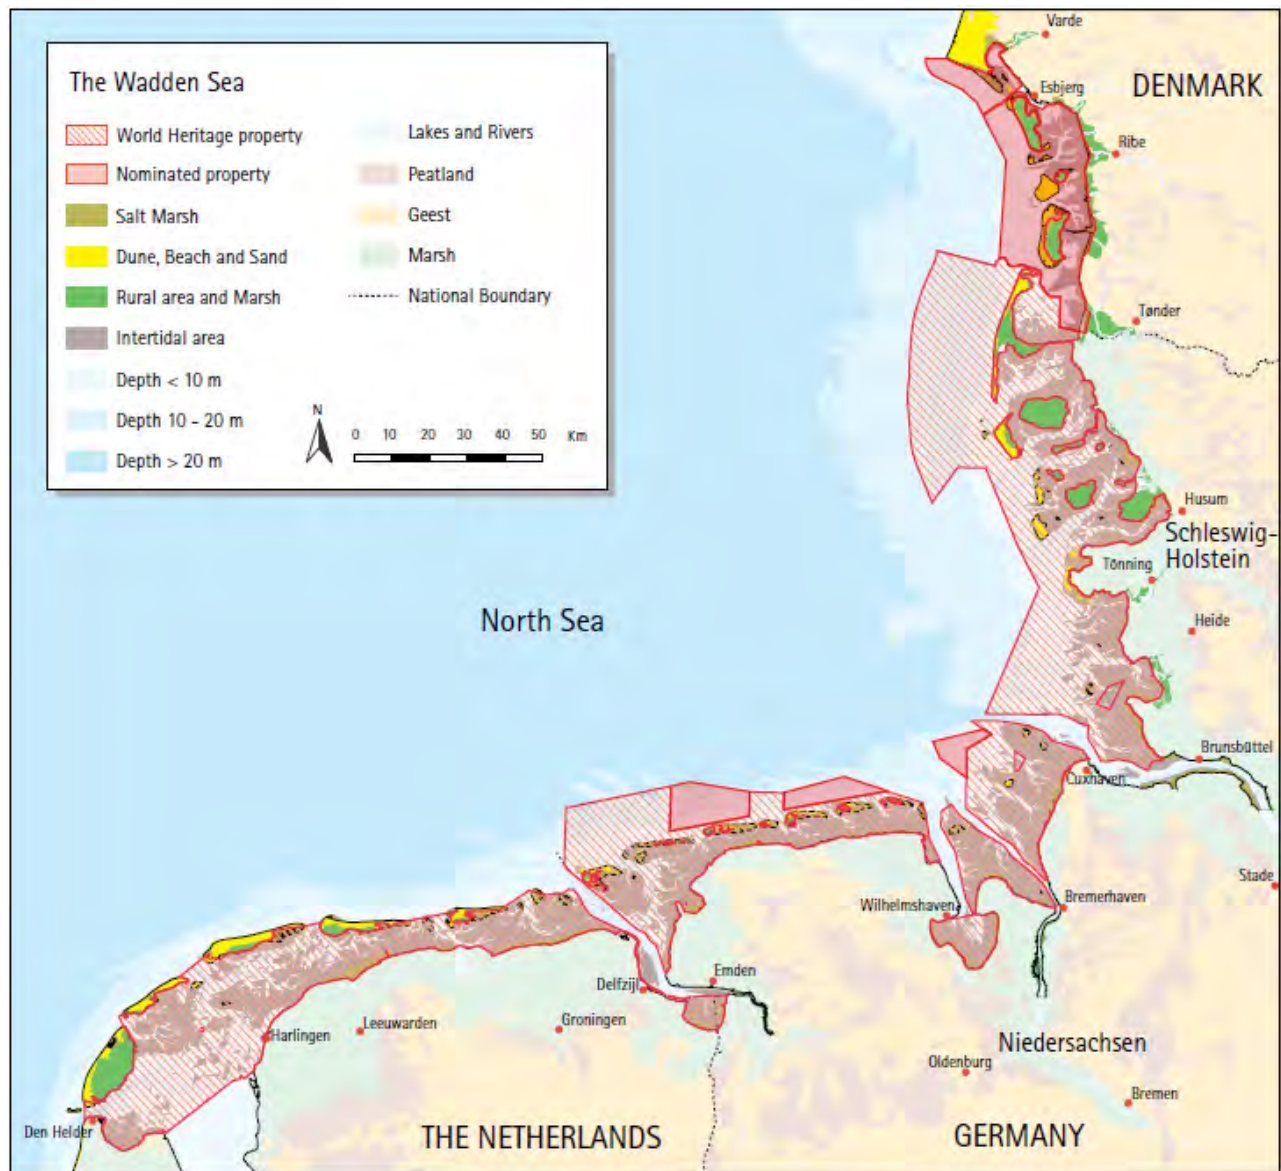 The Wadden Sea
World Heritage property
Nominated property
Salt Marsh
Dune, Beach and Sand
Rural area and Marsh
Intertidal area
Depth < 10 m
Depth 10 - 20 m
Depth > 20 m
Lakes and Rivers
Peatland
Geest
Marsh
National Boundary
N
0 10 20 30 40 50 Km
Varde
DENMARK
Esbjerg
Ribe
Tønder
Husum
Schleswig-
Holstein
Tönning
Heide
North Sea
Brunsbüttel
Cuxhaven
Stade
Wilhelmshaven
Bremerhaven
Emden
Delfzijl
Groningen
Leeuwarden
Harlingen
Niedersachsen
Oldenburg
Bremen
Den Helder
THE NETHERLANDS
GERMANY